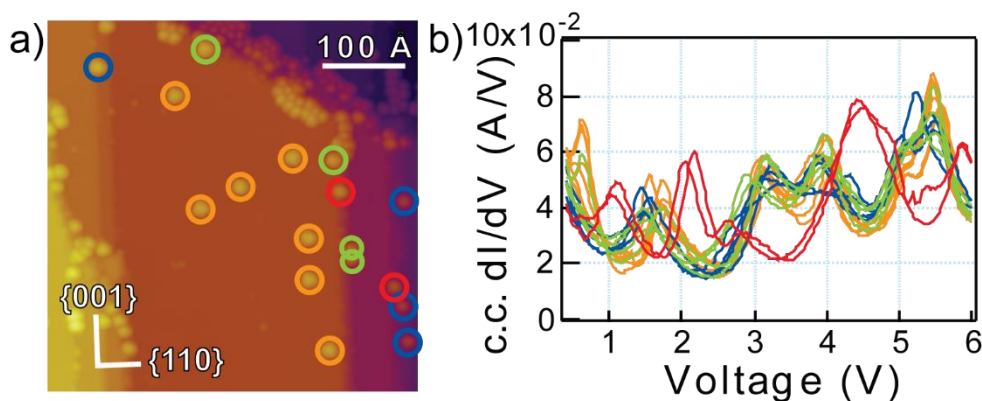 a)
100 Å
{001}
{110}
b)
10x10⁻²
8
6
4
2
0
c.c. dI/dV (A/V)
1 2 3 4 5 6
Voltage (V)